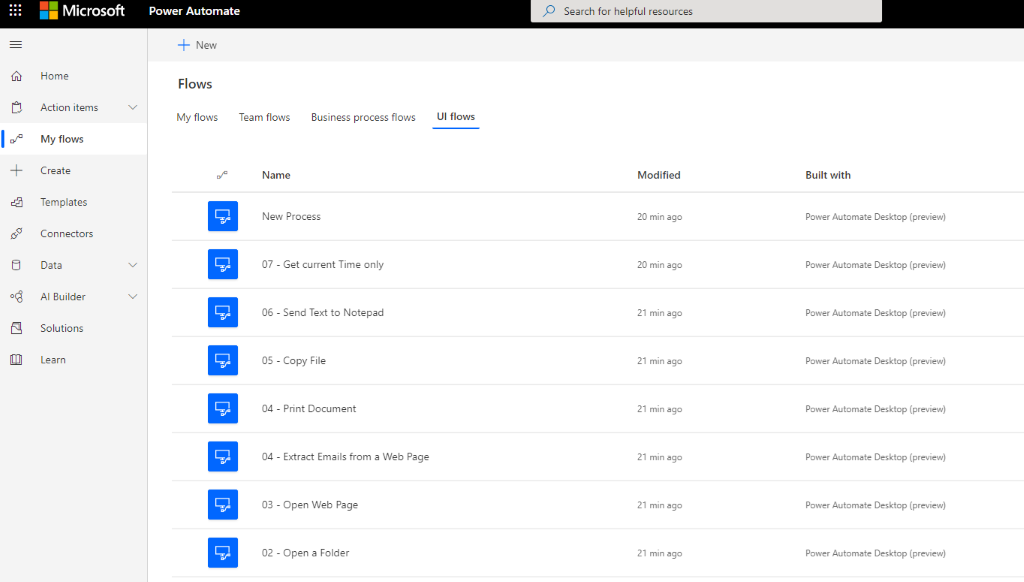 Microsoft Power Automate Search for helpful resources
New
Home
Action items
My flows
Create
Templates
Connectors
Data
AI Builder
Solutions
Learn
Flows
My flows Team flows Business process flows UI flows
Name Modified Built with
New Process 20 min ago Power Automate Desktop (preview)
07 - Get current Time only 20 min ago Power Automate Desktop (preview)
06 - Send Text to Notepad 21 min ago Power Automate Desktop (preview)
05 - Copy File 21 min ago Power Automate Desktop (preview)
04 - Print Document 21 min ago Power Automate Desktop (preview)
04 - Extract Emails from a Web Page 21 min ago Power Automate Desktop (preview)
03 - Open Web Page 21 min ago Power Automate Desktop (preview)
02 - Open a Folder 21 min ago Power Automate Desktop (preview)